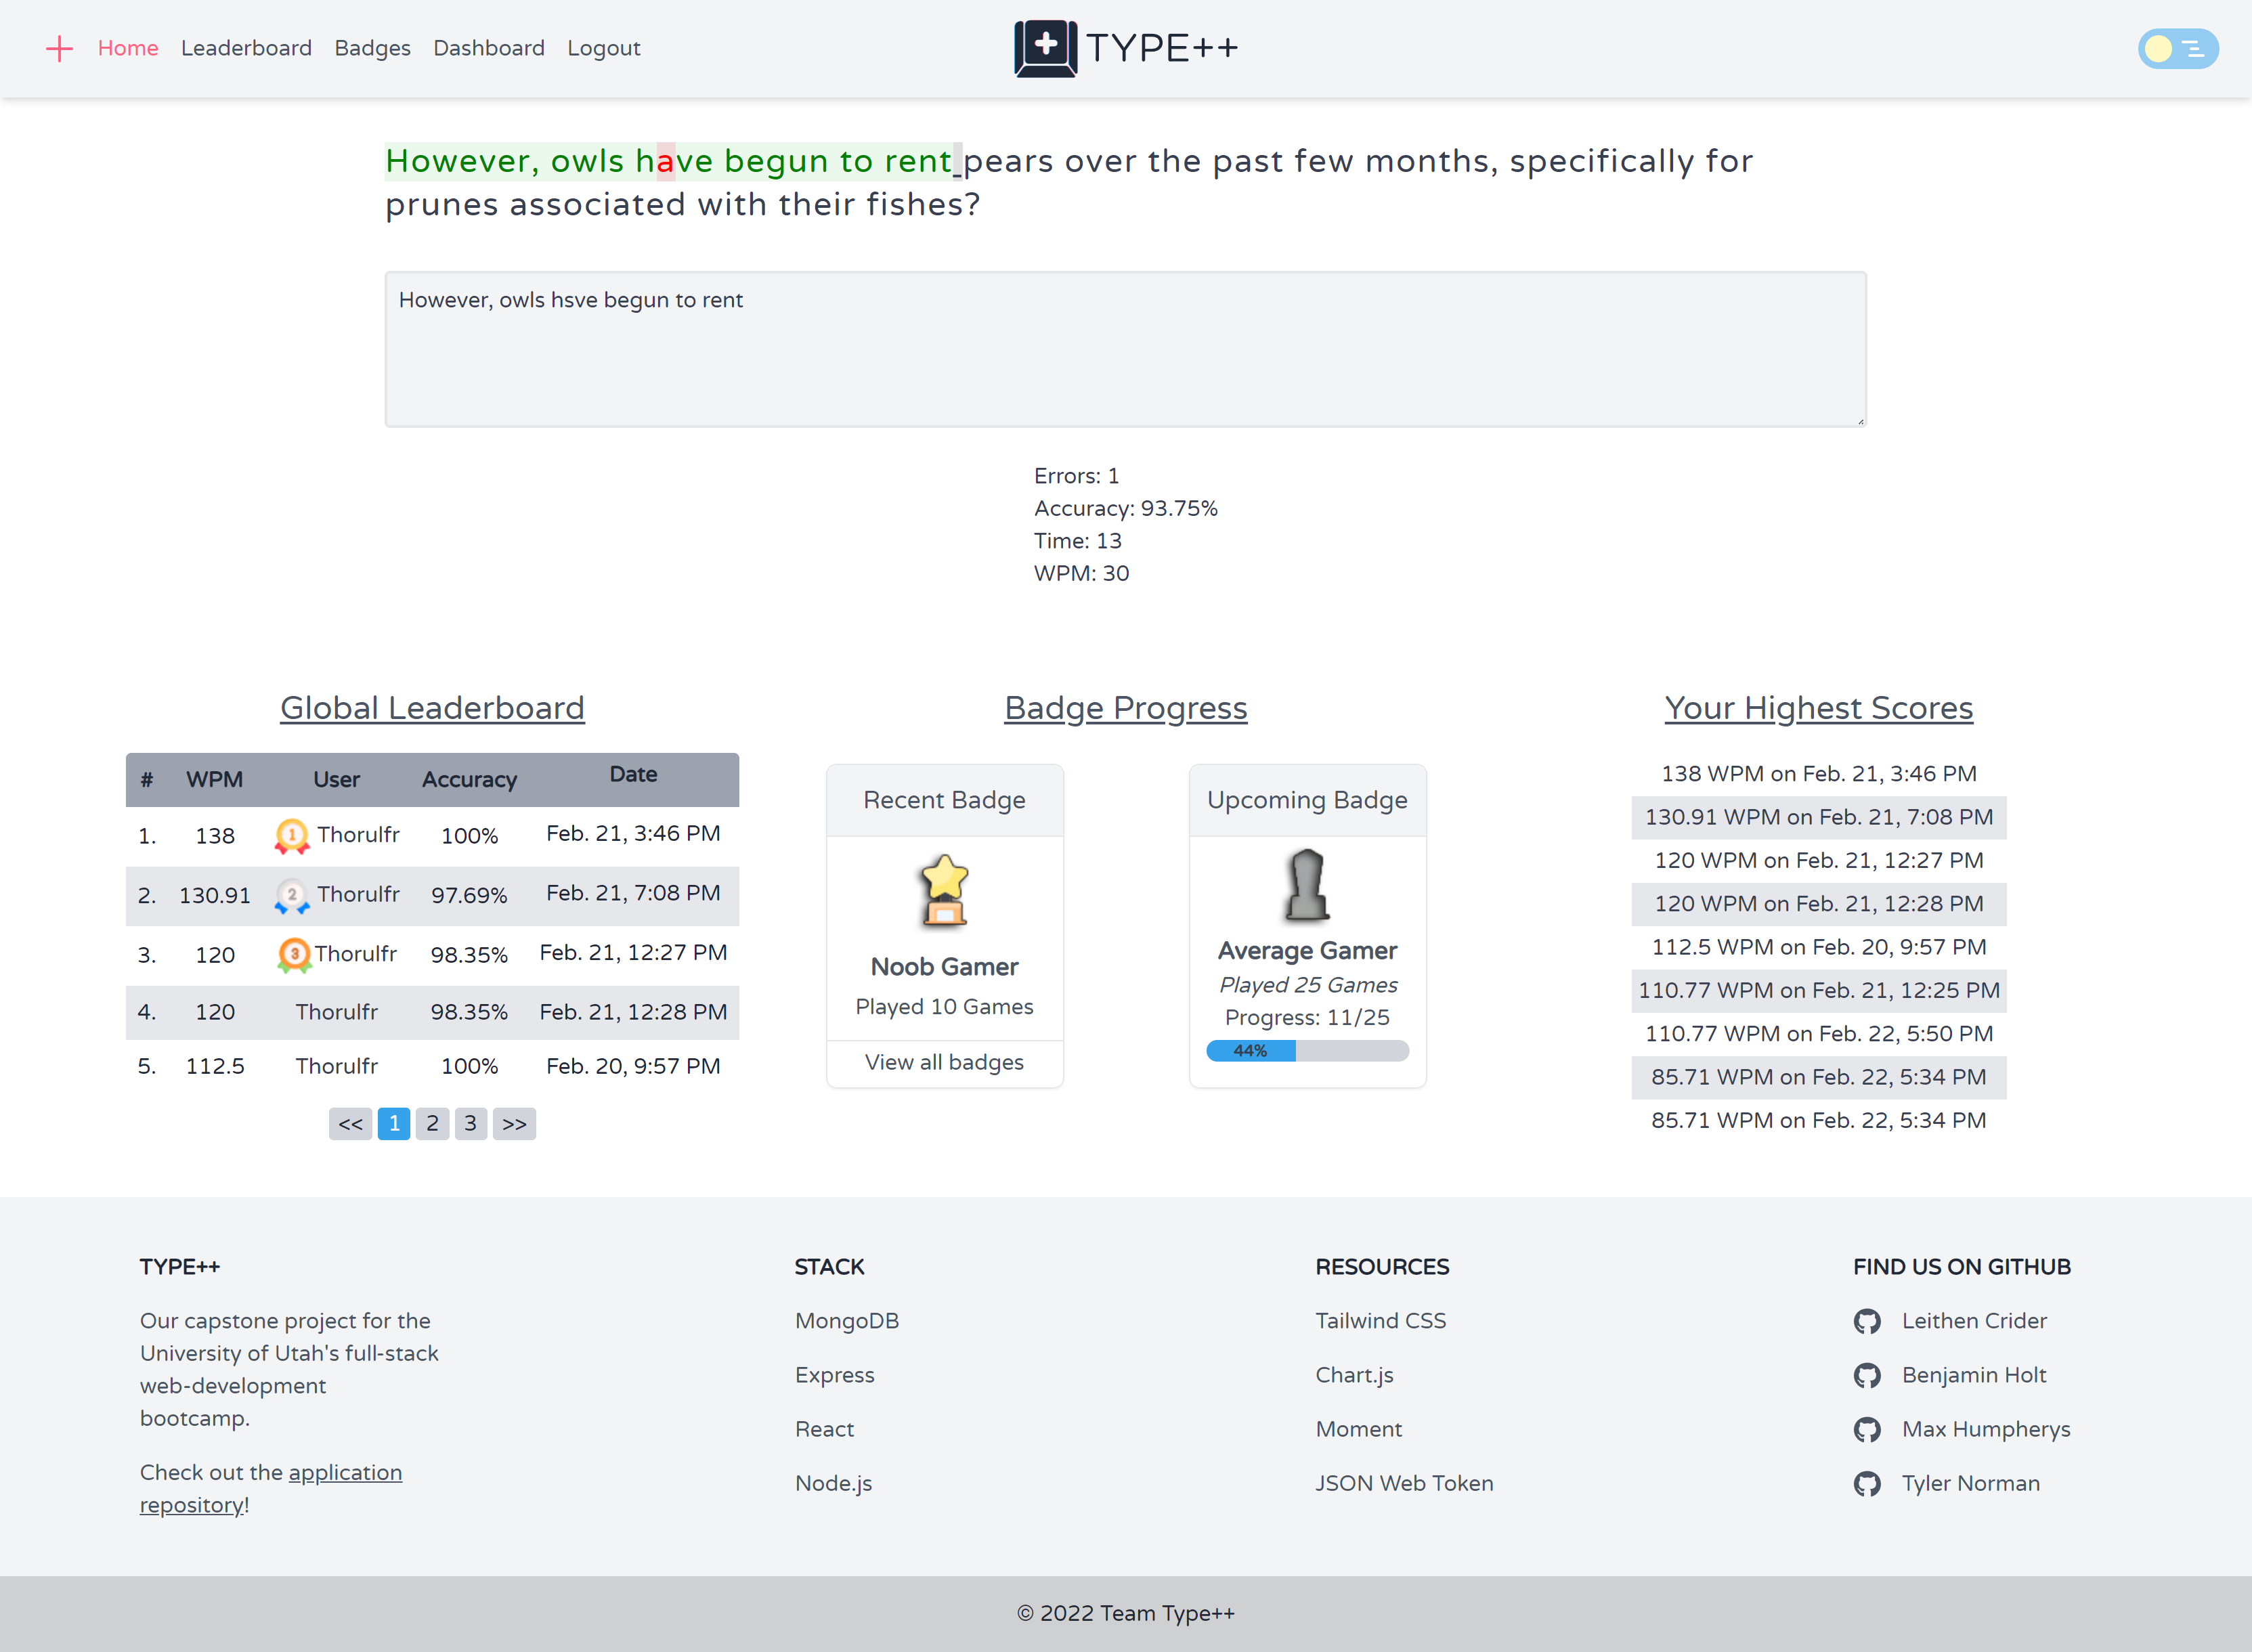 Home Leaderboard Badges Dashboard Logout
TYPE++
However, owls have begun to rent pears over the past few months, specifically for
prunes associated with their fishes?
However, owls hsve begun to rent
Errors: 1
Accuracy: 93.75%
Time: 13
WPM: 30
Global Leaderboard
# WPM User Accuracy Date
1. 138 1 Thorulfr 100% Feb. 21, 3:46 PM
2. 130.91 2 Thorulfr 97.69% Feb. 21, 7:08 PM
3. 120 3 Thorulfr 98.35% Feb. 21, 12:27 PM
4. 120 Thorulfr 98.35% Feb. 21, 12:28 PM
5. 112.5 Thorulfr 100% Feb. 20, 9:57 PM
<< 1 2 3 >>
Badge Progress
Recent Badge
Noob Gamer
Played 10 Games
View all badges
Upcoming Badge
Average Gamer
Played 25 Games
Progress: 11/25
44%
Your Highest Scores
138 WPM on Feb. 21, 3:46 PM
130.91 WPM on Feb. 21, 7:08 PM
120 WPM on Feb. 21, 12:27 PM
120 WPM on Feb. 21, 12:28 PM
112.5 WPM on Feb. 20, 9:57 PM
110.77 WPM on Feb. 21, 12:25 PM
110.77 WPM on Feb. 22, 5:50 PM
85.71 WPM on Feb. 22, 5:34 PM
85.71 WPM on Feb. 22, 5:34 PM
TYPE++
Our capstone project for the
University of Utah's full-stack
web-development
bootcamp.
Check out the application
repository!
STACK
MongoDB
Express
React
Node.js
RESOURCES
Tailwind CSS
Chart.js
Moment
JSON Web Token
FIND US ON GITHUB
Leithen Crider
Benjamin Holt
Max Humpherys
Tyler Norman
© 2022 Team Type++